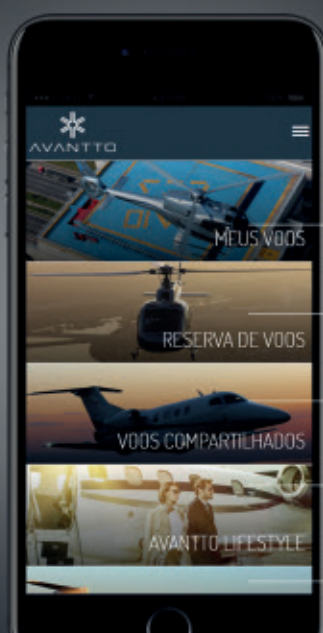 AVANTTO
MEUS VOOS
RESERVA DE VOOS
VOOS COMPARTILHADOS
AVANTTO LIFESTYLE